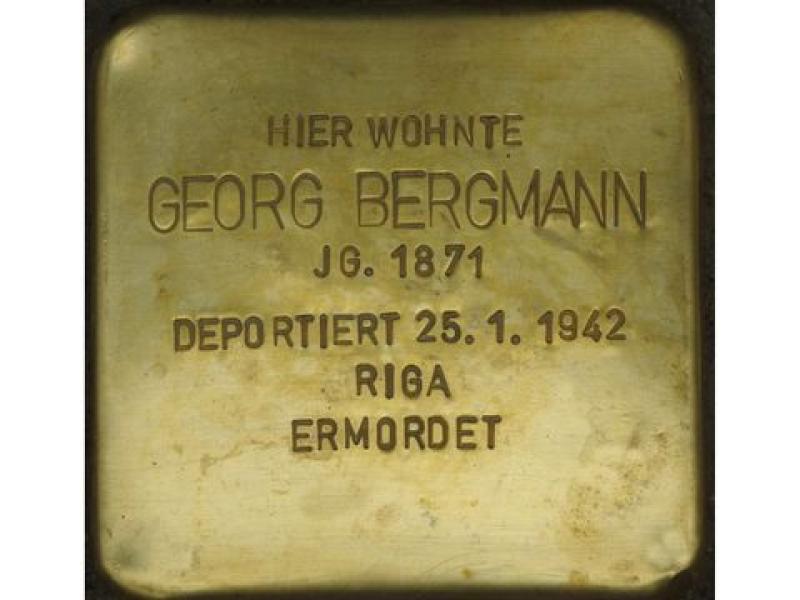 HIER WOHNTE
GEORG BERGMANN
JG. 1871
DEPORTIERT 25.1.1942
RIGA
ERMORDET